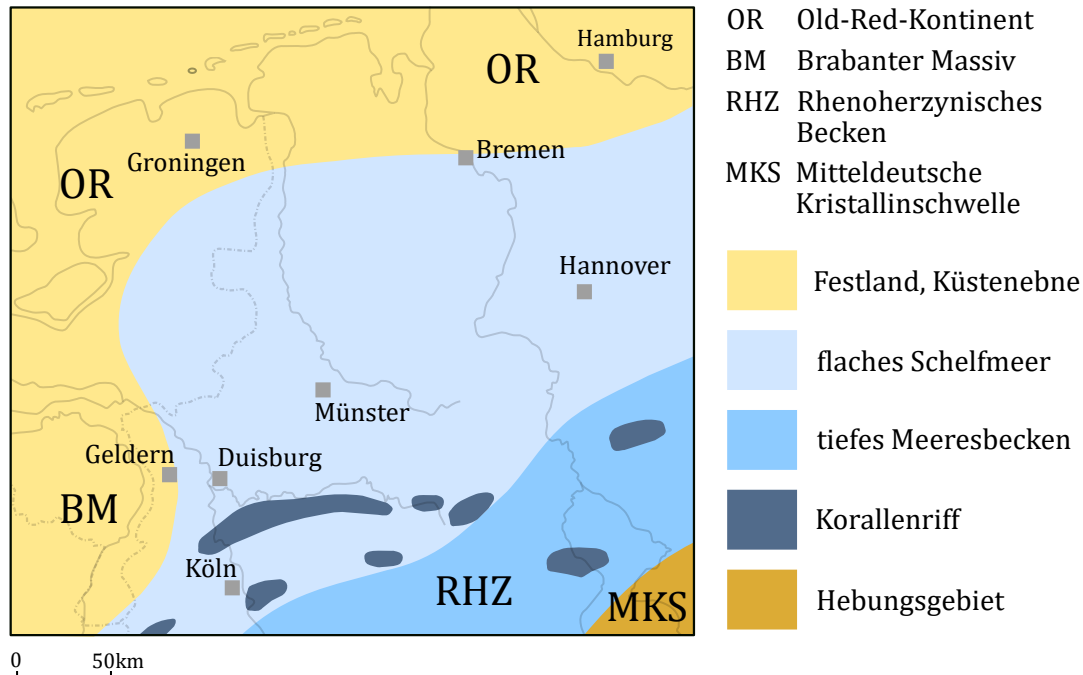 OR
Hamburg
Groningen
Bremen
OR
Hannover
Münster
Geldern
Duisburg
BM
Köln
RHZ
MKS
0 50km
OR Old-Red-Kontinent
BM Brabanter Massiv
RHZ Rhenoherzynisches
Becken
MKS Mitteldeutsche
Kristallinschwelle
Festland, Küstenebne
flaches Schelfmeer
tiefes Meeresbecken
Korallenriff
Hebungsgebiet